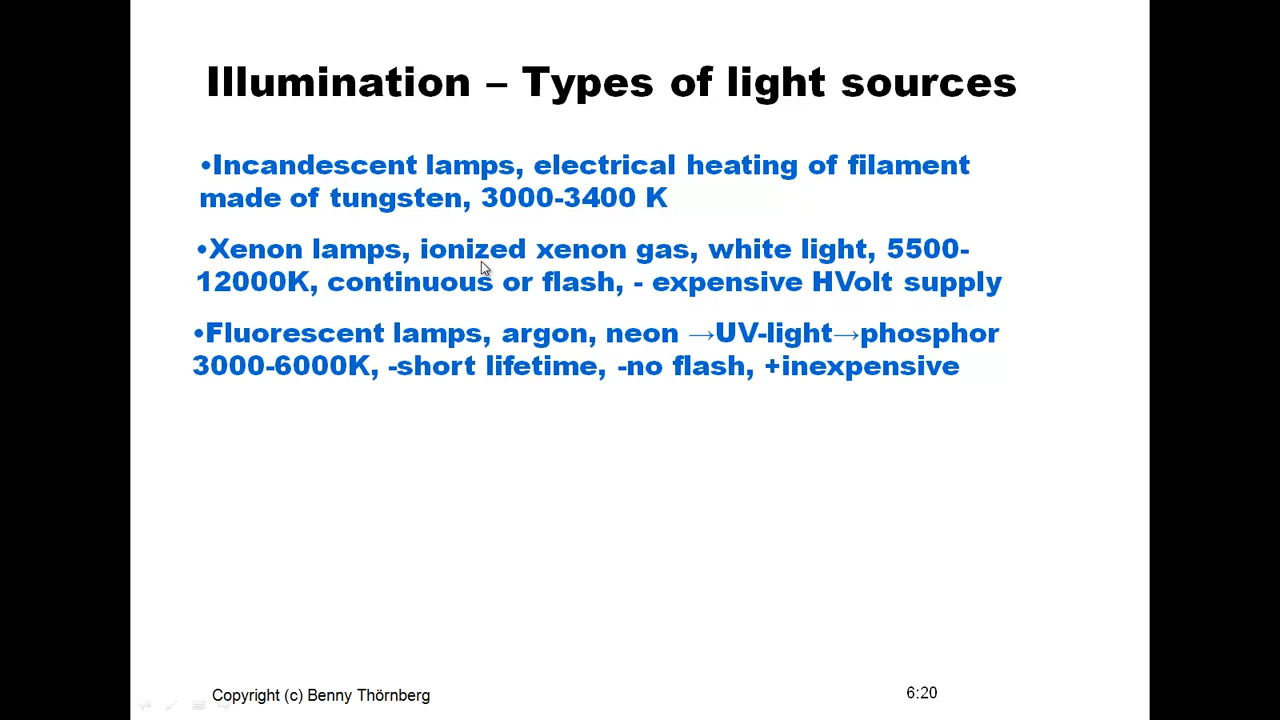 Illumination – Types of light sources
•Incandescent lamps, electrical heating of filament
made of tungsten, 3000-3400 K
•Xenon lamps, ionized xenon gas, white light, 5500-
12000K, continuous or flash, - expensive HVolt supply
•Fluorescent lamps, argon, neon →UV-light→phosphor
3000-6000K, -short lifetime, -no flash, +inexpensive
Copyright (c) Benny Thörnberg
6:20